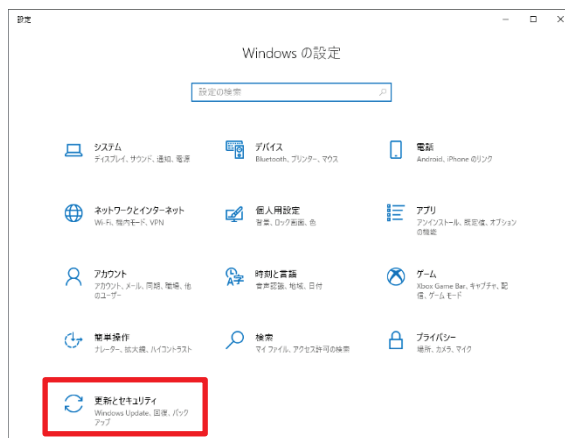 設定
Windows の設定
設定の検索
システム
ディスプレイ、サウンド、通知、電源
デバイス
Bluetooth、プリンター、マウス
電話
Android、iPhone のリンク
ネットワークとインターネット
Wi-Fi、機内モード、VPN
個人用設定
背景、ロック画面、色
アプリ
アンインストール、既定値、オプション
の機能
アカウント
アカウント、メール、同期、職場、他
のユーザー
時刻と言語
音声認識、地域、日付
ゲーム
Xbox Game Bar、キャプチャ、配
信、ゲーム モード
簡単操作
ナレーター、拡大鏡、ハイコントラスト
検索
マイ ファイル、アクセス許可の検索
プライバシー
場所、カメラ、マイク
更新とセキュリティ
Windows Update、回復、バック
アップ